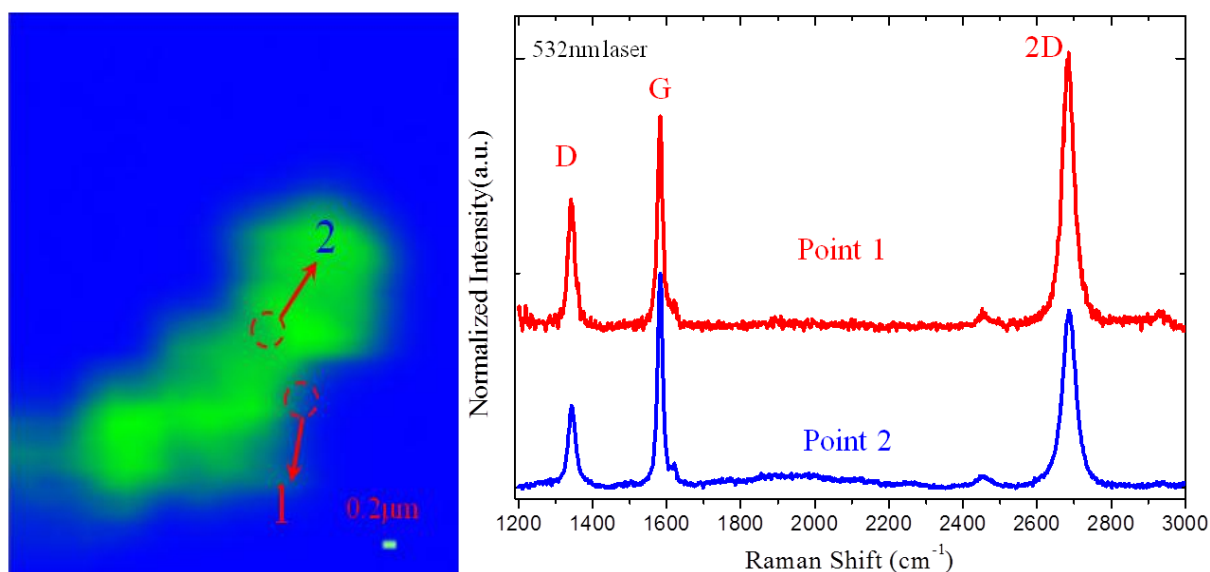 2
1
0.2μm
532nm laser
D
G
2D
Point 1
Point 2
Normalized Intensity(a.u.)
1200 1400 1600 1800 2000 2200 2400 2600 2800 3000
Raman Shift (cm⁻¹)